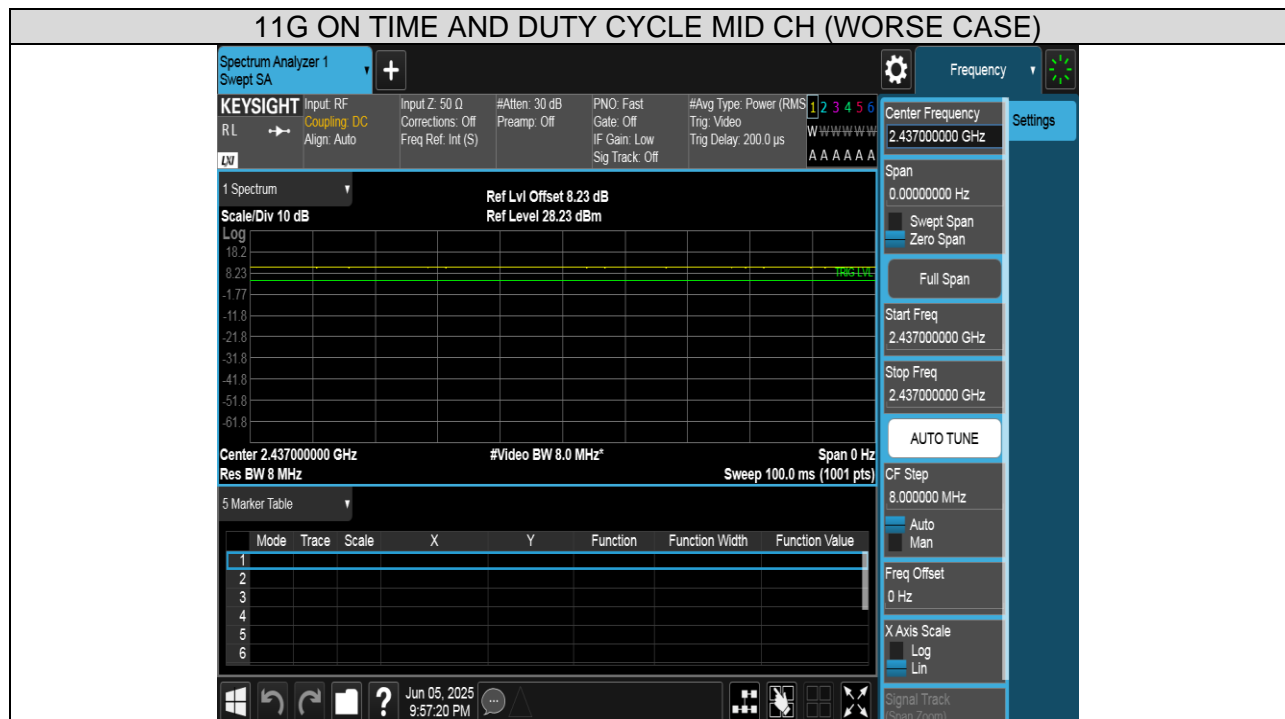 11G ON TIME AND DUTY CYCLE MID CH (WORSE CASE)
Spectrum Analyzer 1
Swept SA
Frequency
KEYSIGHT
RL
LXI
Input: RF
Coupling: DC
Align: Auto
Input Z: 50 Ω
Corrections: Off
Freq Ref: Int (S)
#Atten: 30 dB
Preamp: Off
PNO: Fast
Gate: Off
IF Gain: Low
Sig Track: Off
#Avg Type: Power (RMS
Trig: Video
Trig Delay: 200.0 µs
1 2 3 4 5 6
W W W W W W
A A A A A A
Center Frequency
2.437000000 GHz
Settings
Span
0.00000000 Hz
Swept Span
Zero Span
Full Span
Start Freq
2.437000000 GHz
Stop Freq
2.437000000 GHz
AUTO TUNE
CF Step
8.000000 MHz
Auto
Man
Freq Offset
0 Hz
X Axis Scale
Log
Lin
Signal Track
(Span Zoom)
1 Spectrum
Scale/Div 10 dB
Ref Lvl Offset 8.23 dB
Ref Level 28.23 dBm
Log
18.2
8.23
-1.77
-11.8
-21.8
-31.8
-41.8
-51.8
-61.8
TRIG LVL
Center 2.437000000 GHz
#Video BW 8.0 MHz*
Span 0 Hz
Res BW 8 MHz
Sweep 100.0 ms (1001 pts)
5 Marker Table
Mode Trace Scale X Y Function Function Width Function Value
1
2
3
4
5
6
?
Jun 05, 2025
9:57:20 PM